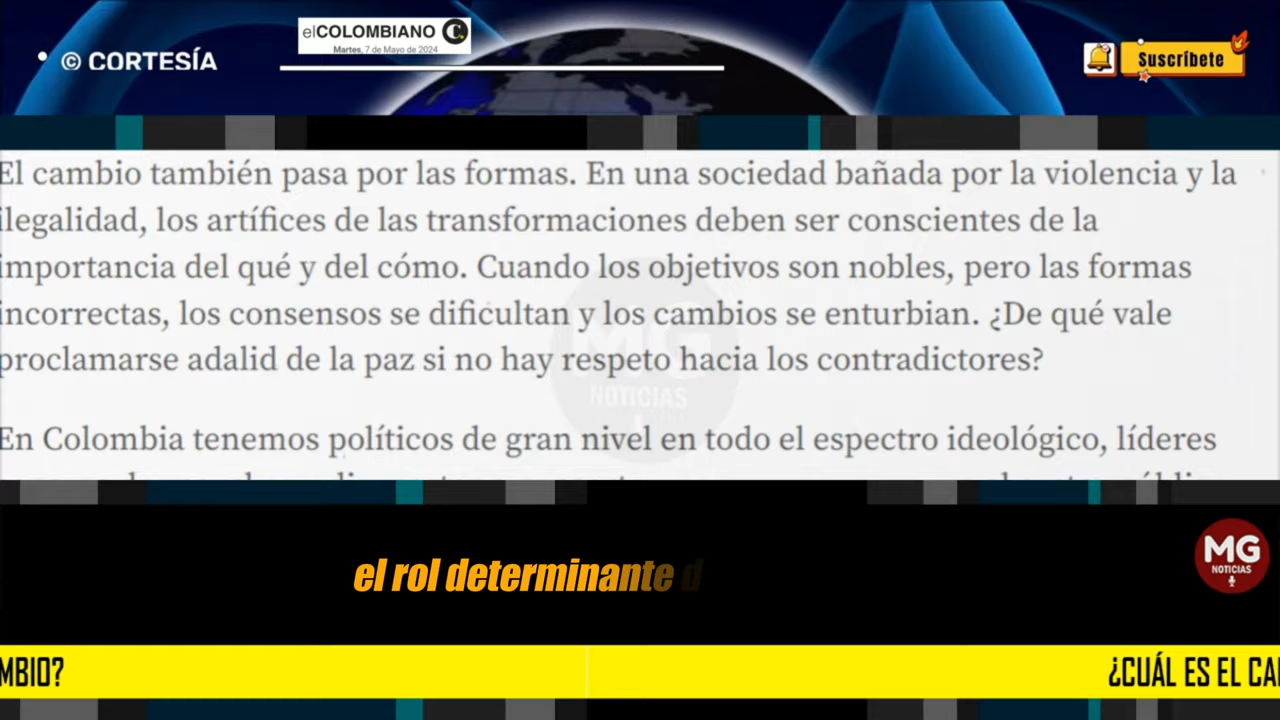 elCOLOMBIANO C
Martes, 7 de Mayo de 2024
© CORTESÍA
Suscríbete
El cambio también pasa por las formas. En una sociedad bañada por la violencia y la
ilegalidad, los artífices de las transformaciones deben ser conscientes de la
importancia del qué y del cómo. Cuando los objetivos son nobles, pero las formas
incorrectas, los consensos se dificultan y los cambios se enturbian. ¿De qué vale
proclamarse adalid de la paz si no hay respeto hacia los contradictores?
MG
NOTICIAS
En Colombia tenemos políticos de gran nivel en todo el espectro ideológico, líderes
el rol determinante d
MG
NOTICIAS
MBIO?
¿CUÁL ES EL CA